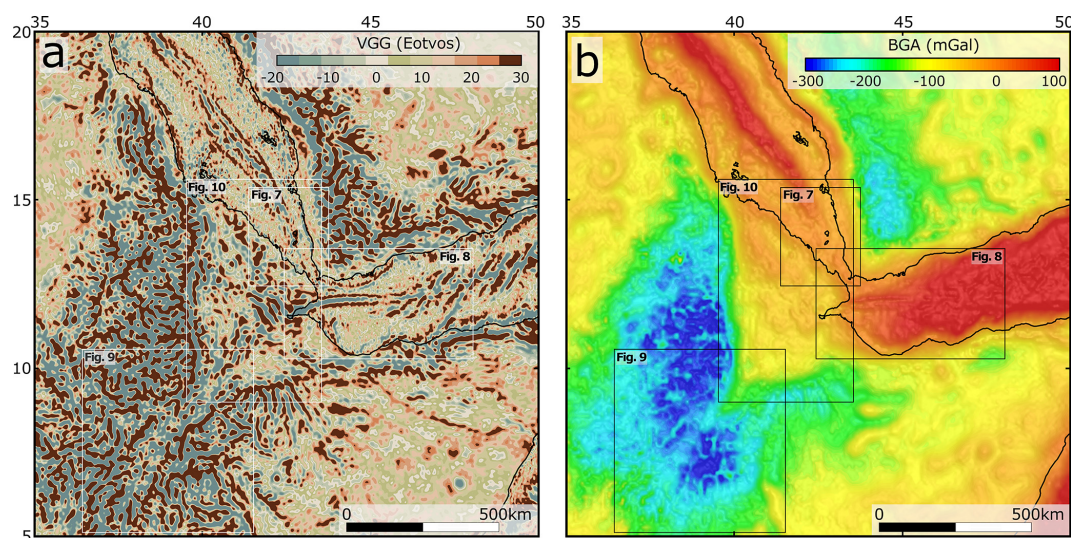 35 40 45 50
35 40 45 50
20
15
10
5
a
VGG (Eotvos)
-20 -10 0 10 20 30
Fig. 10
Fig. 7
Fig. 8
Fig. 9
0 500km
b
BGA (mGal)
-300 -200 -100 0 100
Fig. 10
Fig. 7
Fig. 8
Fig. 9
0 500km